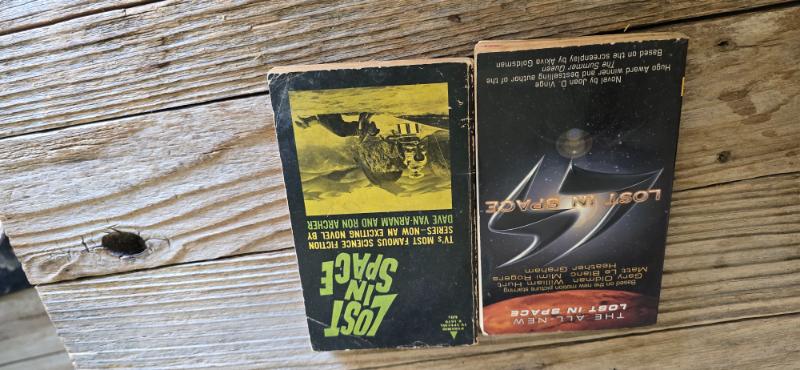 LOST
IN
SPACE
TV's MOST FAMOUS SCIENCE FICTION
SERIES—NOW AN EXCITING NOVEL BY
DAVE VAN ARNAM AND RON ARCHER
THE ALL-NEW
LOST IN SPACE
Based on the new motion picture starring
Gary Oldman William Hurt
Matt Le Blanc Mimi Rogers
Heather Graham
LOST IN SPACE
Novel by Joan D. Vinge
Hugo Award winner and bestselling author of the
The Summer Queen
Based on the screenplay by Akiva Goldsman